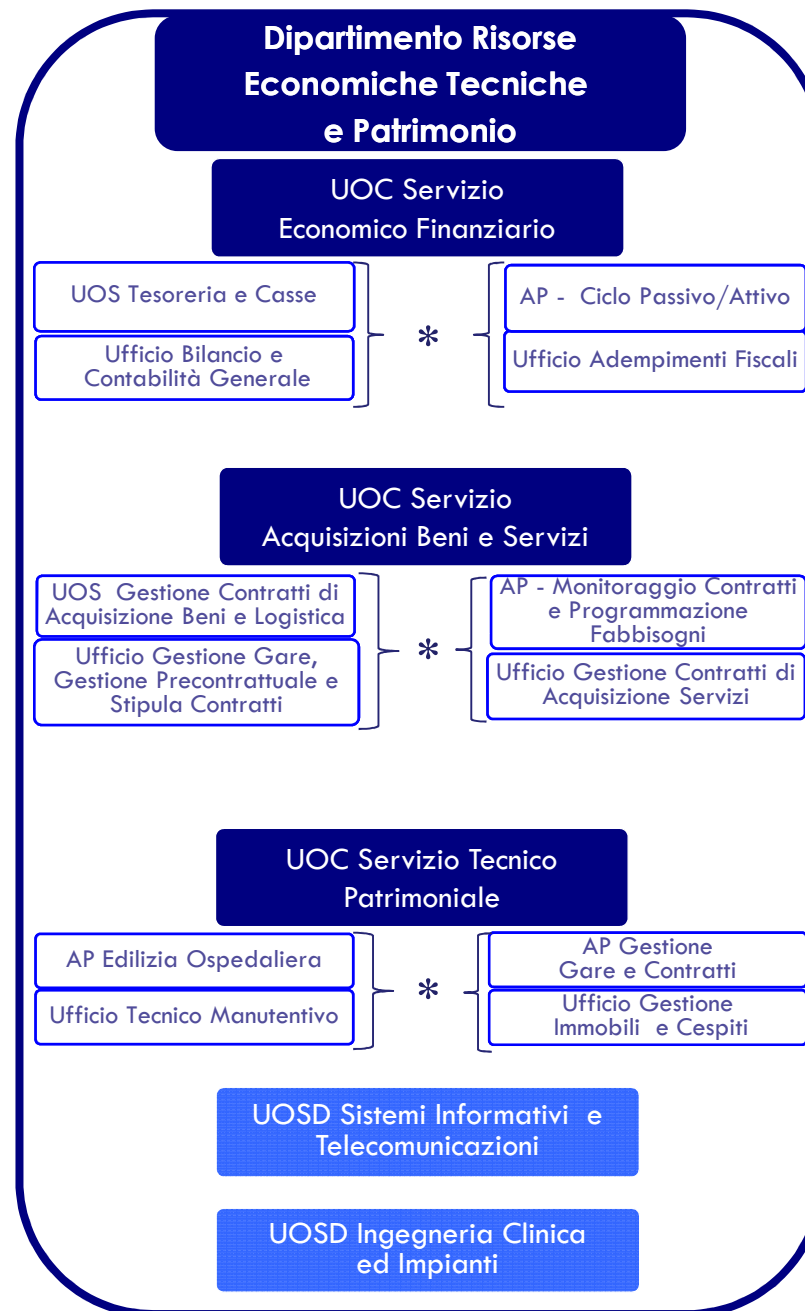 Dipartimento Risorse
Economiche Tecniche
e Patrimonio
UOC Servizio
Economico Finanziario
UOS Tesoreria e Casse
Ufficio Bilancio e
Contabilità Generale
*
AP - Ciclo Passivo/Attivo
Ufficio Adempimenti Fiscali
UOC Servizio
Acquisizioni Beni e Servizi
UOS Gestione Contratti di
Acquisizione Beni e Logistica
Ufficio Gestione Gare,
Gestione Precontrattuale e
Stipula Contratti
*
AP - Monitoraggio Contratti
e Programmazione
Fabbisogni
Ufficio Gestione Contratti di
Acquisizione Servizi
UOC Servizio Tecnico
Patrimoniale
AP Edilizia Ospedaliera
Ufficio Tecnico Manutentivo
*
AP Gestione
Gare e Contratti
Ufficio Gestione
Immobili e Cespiti
UOSD Sistemi Informativi e
Telecomunicazioni
UOSD Ingegneria Clinica
ed Impianti